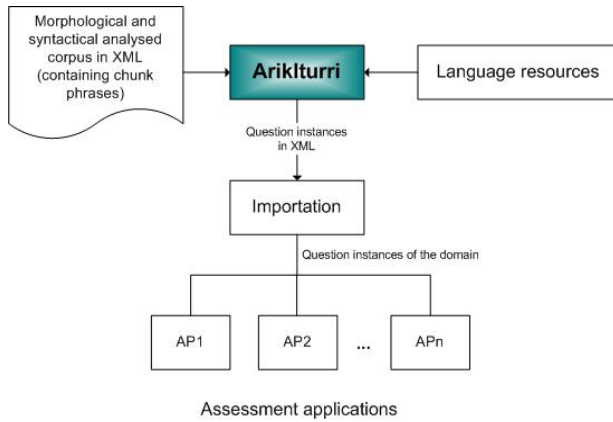 Morphological and
syntactical analysed
corpus in XML
(containing chunk
phrases)
ArikIturri
Language resources
Question instances
in XML
Importation
Question instances of the domain
AP1
AP2
...
APn
Assessment applications